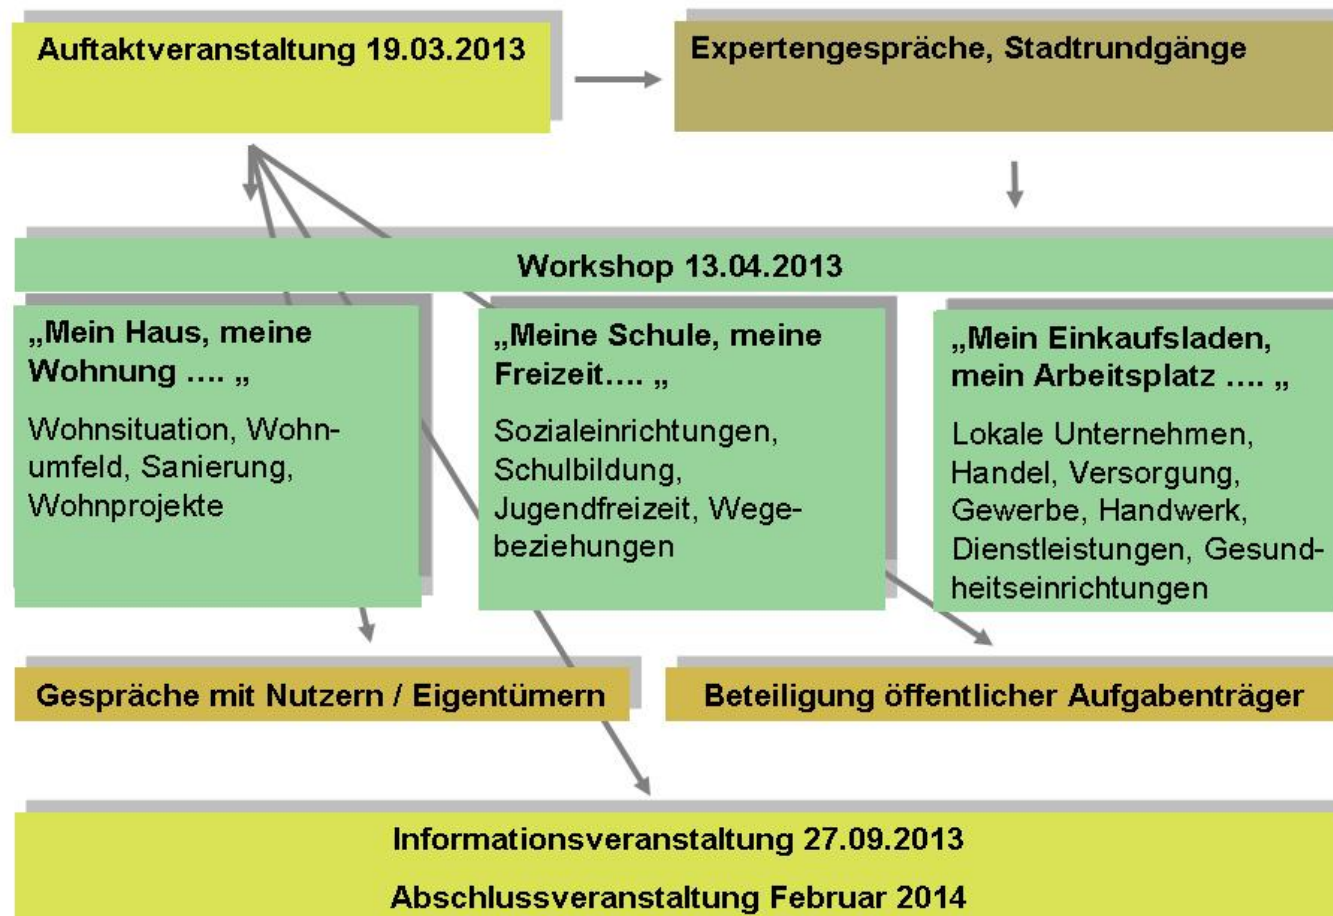 Auftaktveranstaltung 19.03.2013
Expertengespräche, Stadtrundgänge
Workshop 13.04.2013
„Mein Haus, meine
Wohnung .... „
Wohnsituation, Wohn-
umfeld, Sanierung,
Wohnprojekte
„Meine Schule, meine
Freizeit.... „
Sozialeinrichtungen,
Schulbildung,
Jugendfreizeit, Wege-
beziehungen
„Mein Einkaufsladen,
mein Arbeitsplatz .... „
Lokale Unternehmen,
Handel, Versorgung,
Gewerbe, Handwerk,
Dienstleistungen, Gesund-
heitseinrichtungen
Gespräche mit Nutzern / Eigentümern
Beteiligung öffentlicher Aufgabenträger
Informationsveranstaltung 27.09.2013
Abschlussveranstaltung Februar 2014